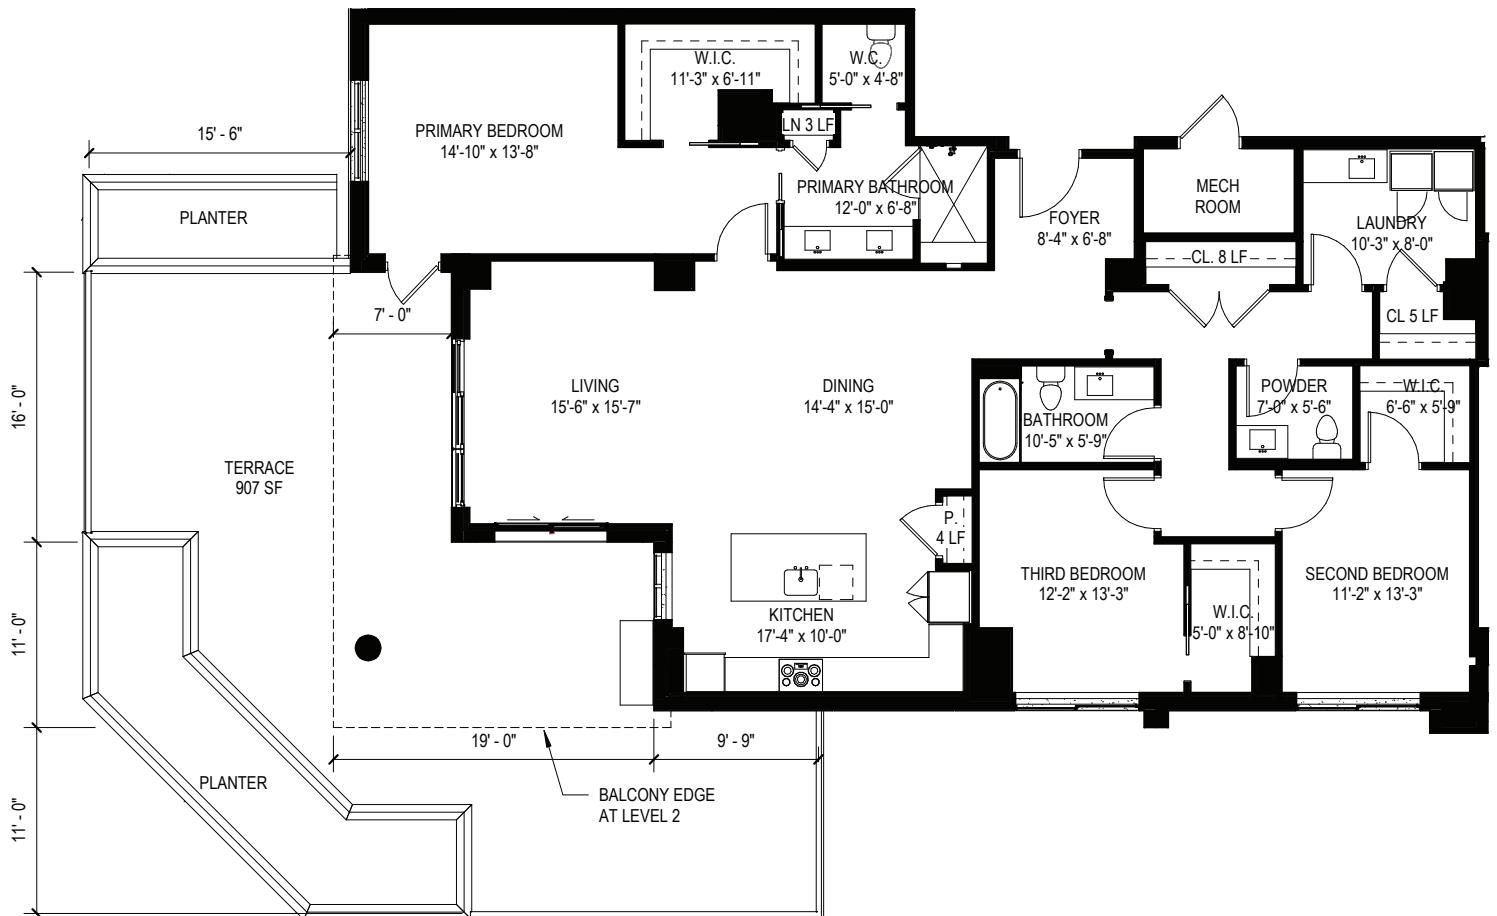 W.I.C.
11'-3" x 6'-11"
W.C.
5'-0" x 4'-8"
15' - 6"
PRIMARY BEDROOM
14'-10" x 13'-8"
LN 3 LF
PRIMARY BATHROOM
12'-0" x 6'-8"
MECH
ROOM
PLANTER
FOYER
8'-4" x 6'-8"
LAUNDRY
10'-3" x 8'-0"
CL. 8 LF
7' - 0"
CL 5 LF
16' - 0"
LIVING
15'-6" x 15'-7"
DINING
14'-4" x 15'-0"
BATHROOM
10'-5" x 5'-9"
POWDER
7'-0" x 5'-6"
W.I.C.
6'-6" x 5'-9"
TERRACE
907 SF
P.
4 LF
11' - 0"
KITCHEN
17'-4" x 10'-0"
THIRD BEDROOM
12'-2" x 13'-3"
W.I.C.
5'-0" x 8'-10"
SECOND BEDROOM
11'-2" x 13'-3"
19' - 0"
9' - 9"
PLANTER
BALCONY EDGE
AT LEVEL 2
11' - 0"